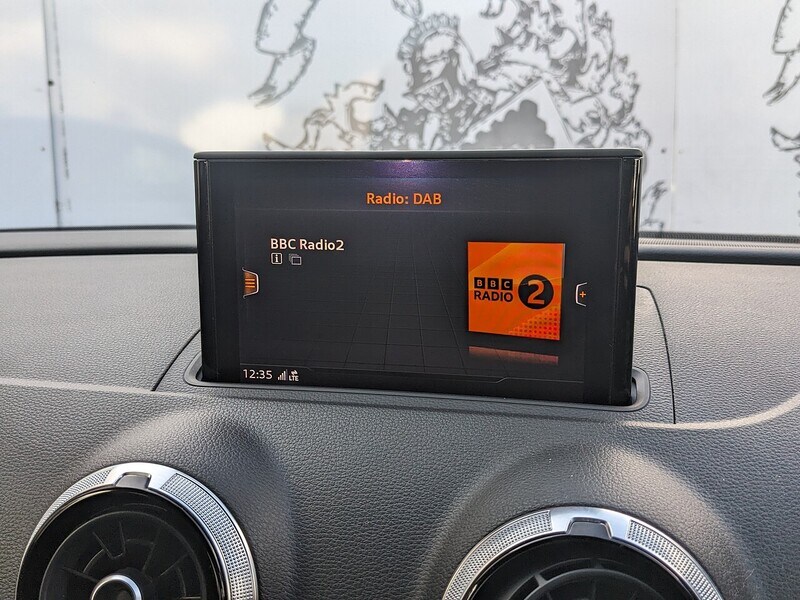 Radio: DAB
BBC Radio2
i
BBC
RADIO 2
+
12:35 LTE